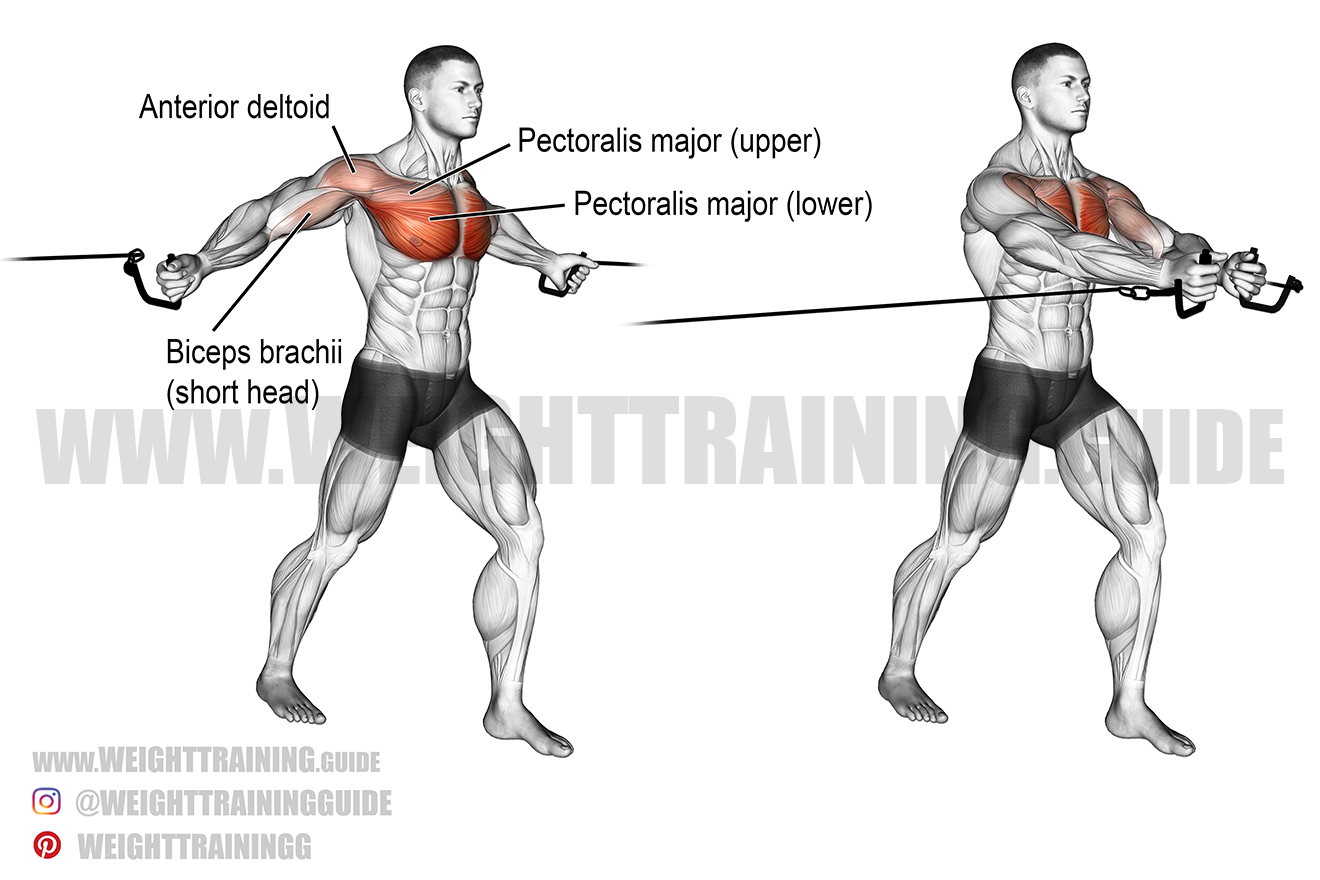 Anterior deltoid
Pectoralis major (upper)
Pectoralis major (lower)
Biceps brachii
(short head)
WWW.WEIGHTTRAINING.GUIDE
WWW.WEIGHTTRAINING.GUIDE
@WEIGHTTRAININGGUIDE
WEIGHTTRAININGG